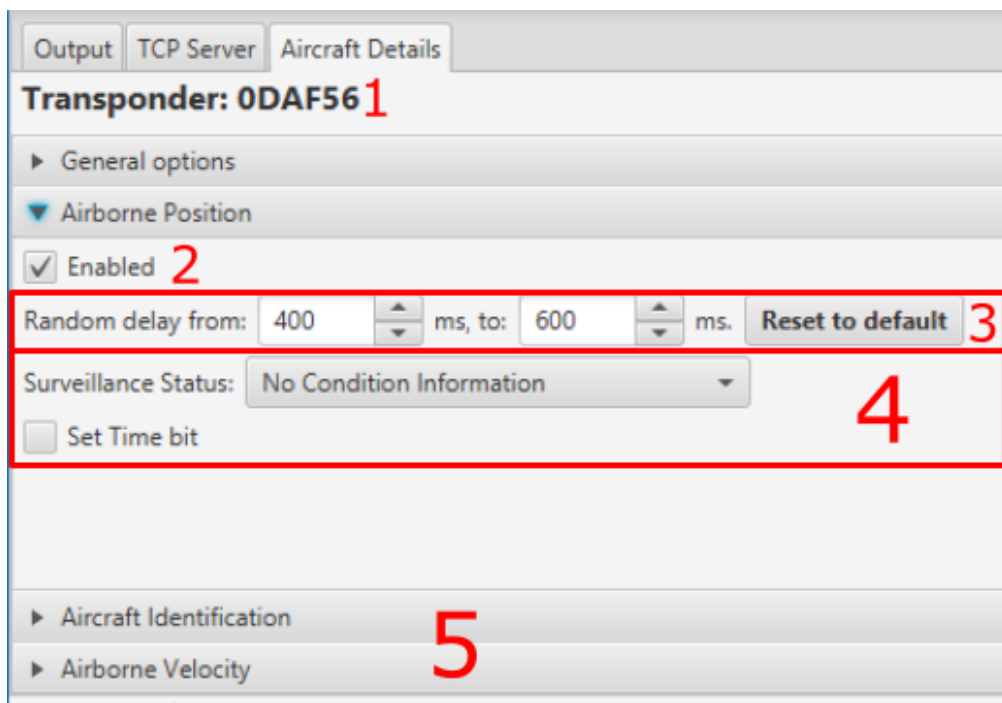 Output TCP Server Aircraft Details
Transponder: 0DAF56 1
General options
Airborne Position
Enabled 2
Random delay from: 400 ms, to: 600 ms. Reset to default 3
Surveillance Status: No Condition Information 4
Set Time bit
Aircraft Identification 5
Airborne Velocity